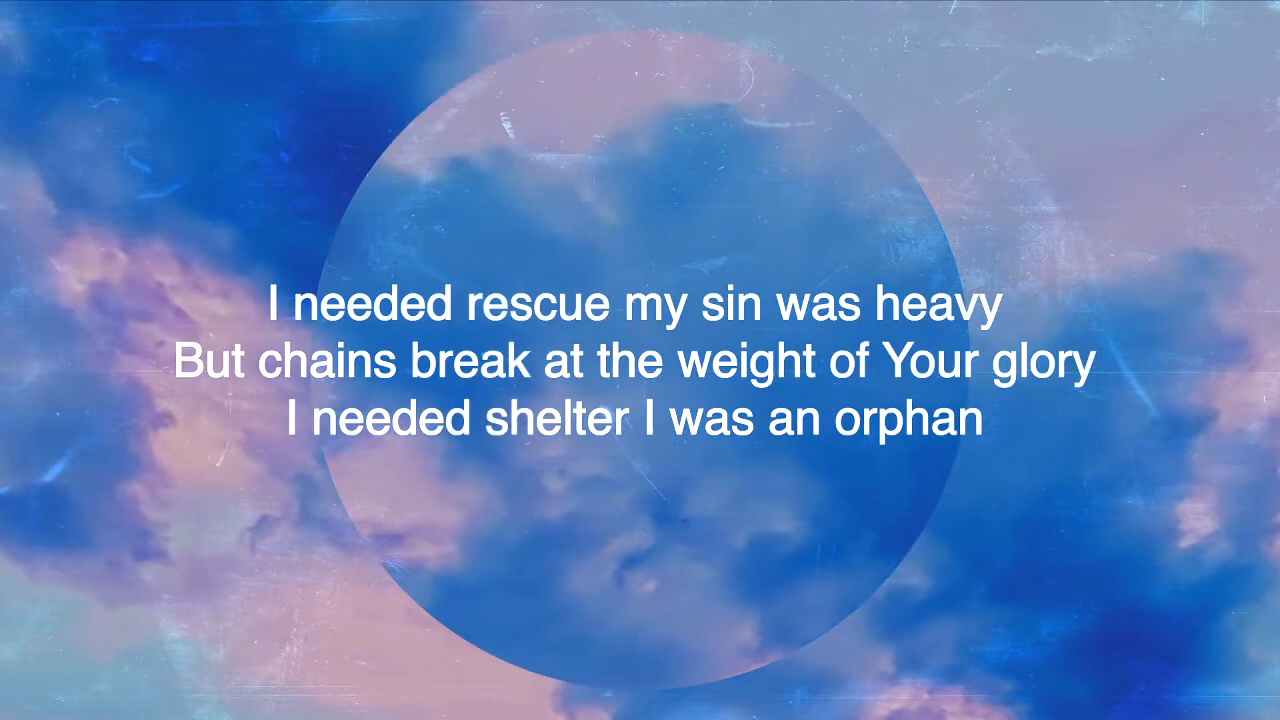 I needed rescue my sin was heavy
But chains break at the weight of Your glory
I needed shelter I was an orphan